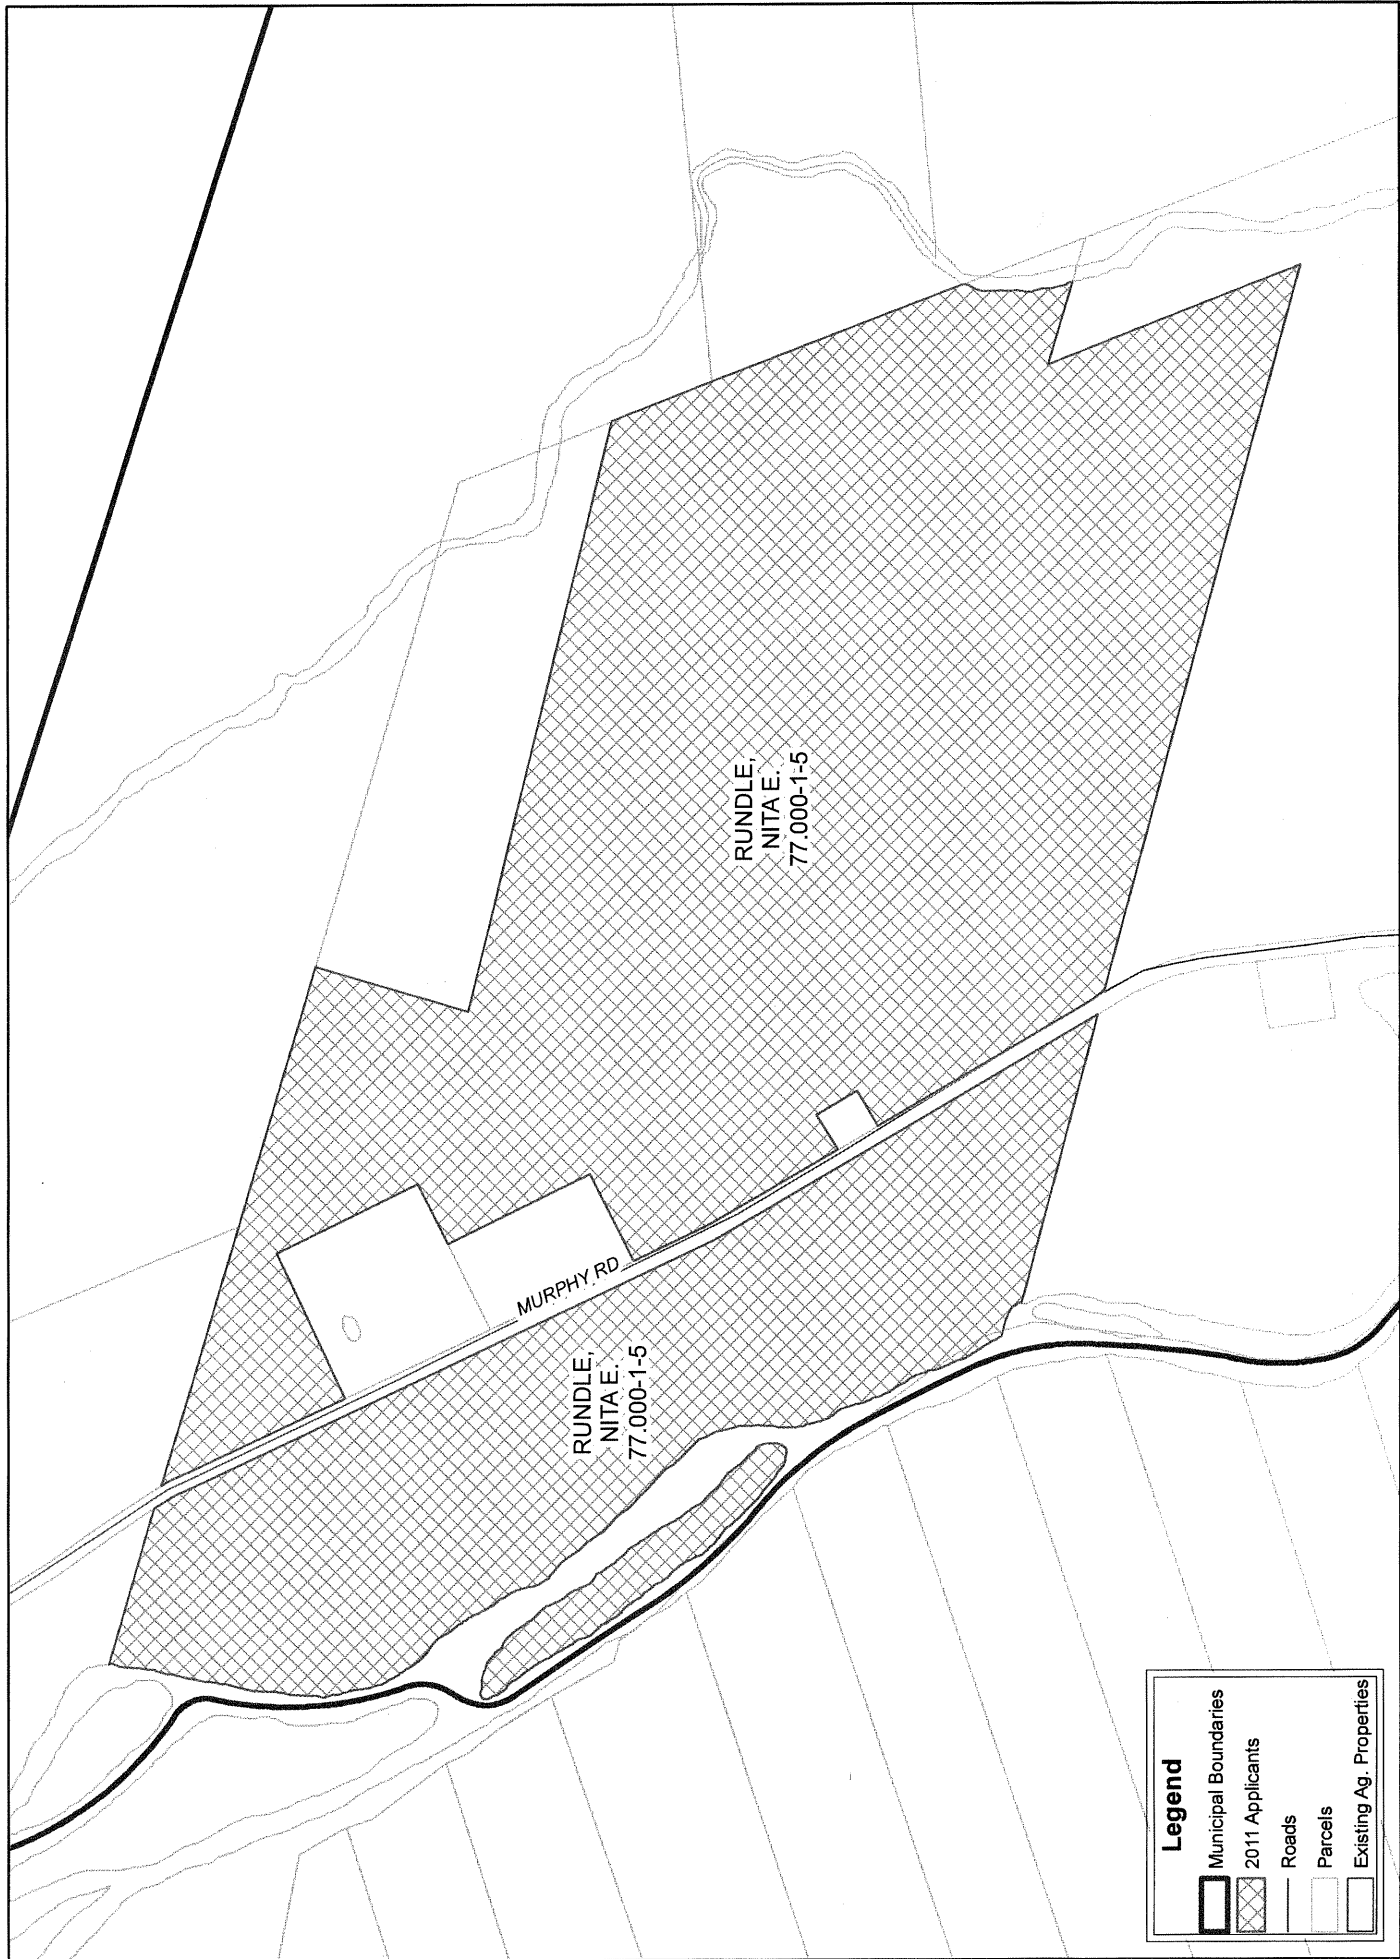 RUNDLE,
NITA E.
77.000-1-5
MURPHY RD
RUNDLE,
NITA E.
77.000-1-5
Legend
Municipal Boundaries
2011 Applicants
Roads
Parcels
Existing Ag. Properties